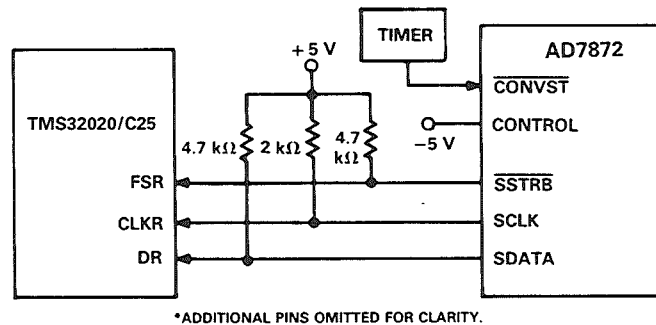 TIMER
+5 V
AD7872
CONVST
TMS32020/C25
CONTROL
4.7 kΩ
2 kΩ
4.7
kΩ
−5 V
FSR
SSTRB
CLKR
SCLK
DR
SDATA
*ADDITIONAL PINS OMITTED FOR CLARITY.